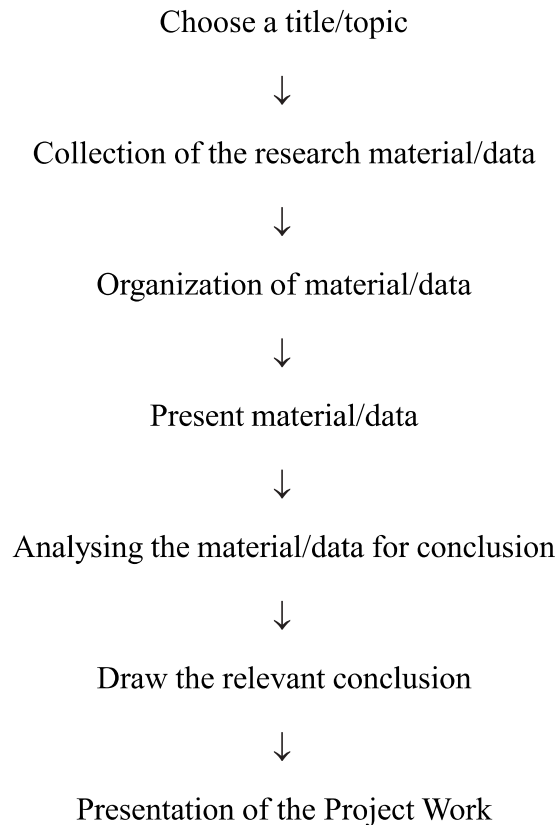 Choose a title/topic
↓
Collection of the research material/data
↓
Organization of material/data
↓
Present material/data
↓
Analysing the material/data for conclusion
↓
Draw the relevant conclusion
↓
Presentation of the Project Work